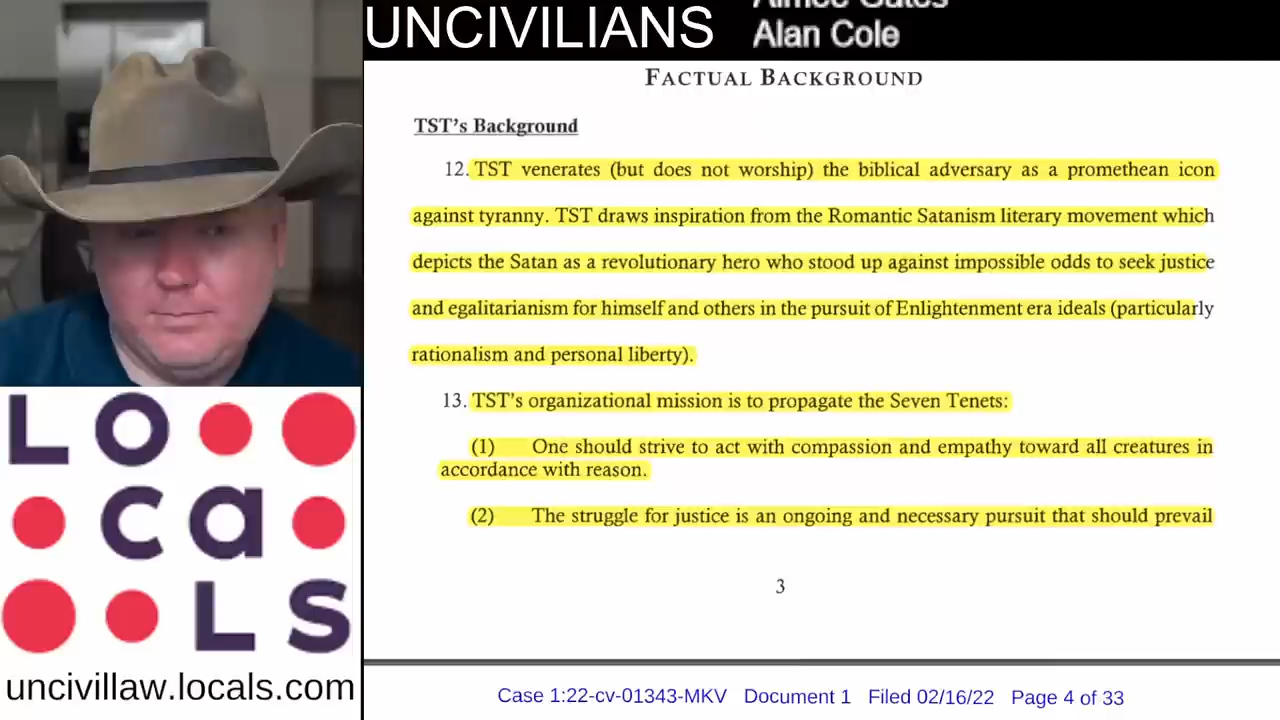 UNCIVILIANS
Aimee Gates
Alan Cole
FACTUAL BACKGROUND
TST's Background
12. TST venerates (but does not worship) the biblical adversary as a promethean icon
against tyranny. TST draws inspiration from the Romantic Satanism literary movement which
depicts the Satan as a revolutionary hero who stood up against impossible odds to seek justice
and egalitarianism for himself and others in the pursuit of Enlightenment era ideals (particularly
rationalism and personal liberty).
13. TST's organizational mission is to propagate the Seven Tenets:
(1) One should strive to act with compassion and empathy toward all creatures in
accordance with reason.
(2) The struggle for justice is an ongoing and necessary pursuit that should prevail
3
Case 1:22-cv-01343-MKV Document 1 Filed 02/16/22 Page 4 of 33
LO
ca
LS
uncivillaw.locals.com